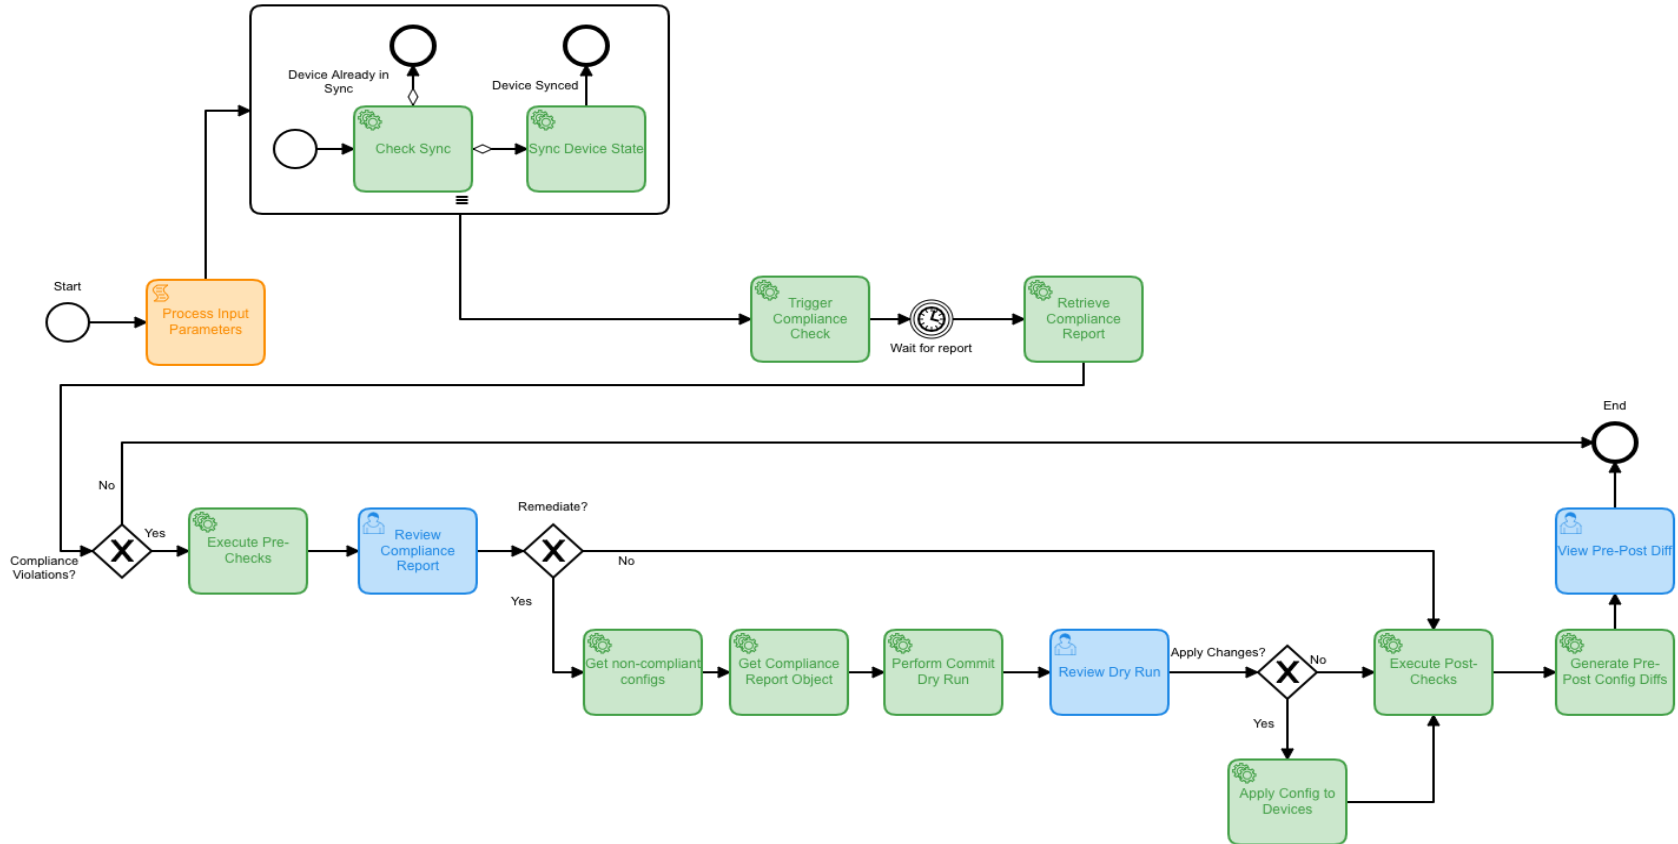 Device Already in
Sync
Device Synced
Check Sync
Sync Device State
Start
Process Input
Parameters
Trigger
Compliance
Check
Wait for report
Retrieve
Compliance
Report
End
No
Yes
Compliance
Violations?
Execute Pre-
Checks
Review
Compliance
Report
Remediate?
No
Yes
View Pre-Post Diff
Get non-compliant
configs
Get Compliance
Report Object
Perform Commit
Dry Run
Review Dry Run
Apply Changes?
No
Yes
Execute Post-
Checks
Generate Pre-
Post Config Diffs
Apply Config to
Devices